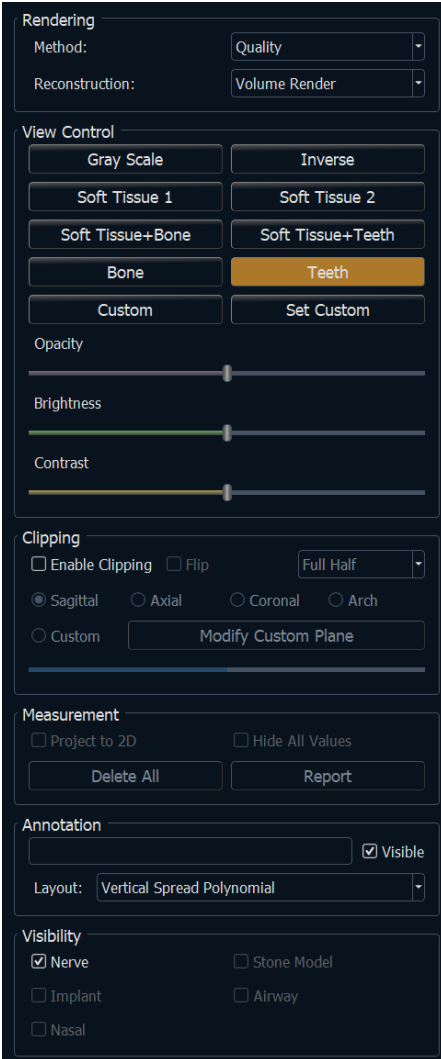 Rendering
Method: Quality
Reconstruction: Volume Render
View Control
Gray Scale Inverse
Soft Tissue 1 Soft Tissue 2
Soft Tissue+Bone Soft Tissue+Teeth
Bone Teeth
Custom Set Custom
Opacity
Brightness
Contrast
Clipping
Enable Clipping Flip Full Half
Sagittal Axial Coronal Arch
Custom Modify Custom Plane
Measurement
Project to 2D Hide All Values
Delete All Report
Annotation
Visible
Layout: Vertical Spread Polynomial
Visibility
Nerve Stone Model
Implant Airway
Nasal